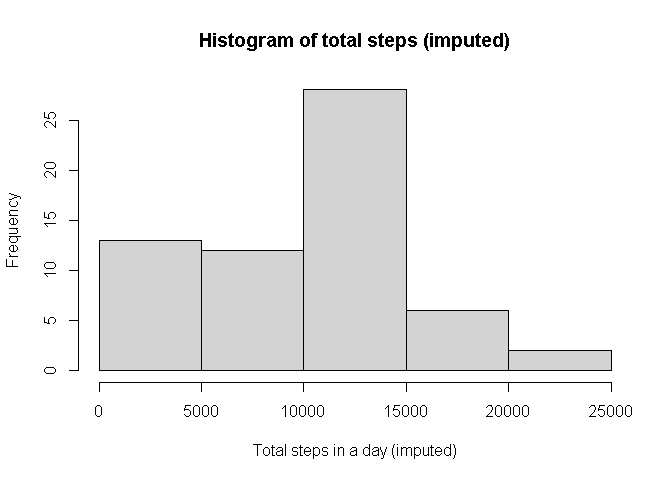 Histogram of total steps (imputed)
Frequency
25
20
15
10
5
0
0 5000 10000 15000 20000 25000
Total steps in a day (imputed)